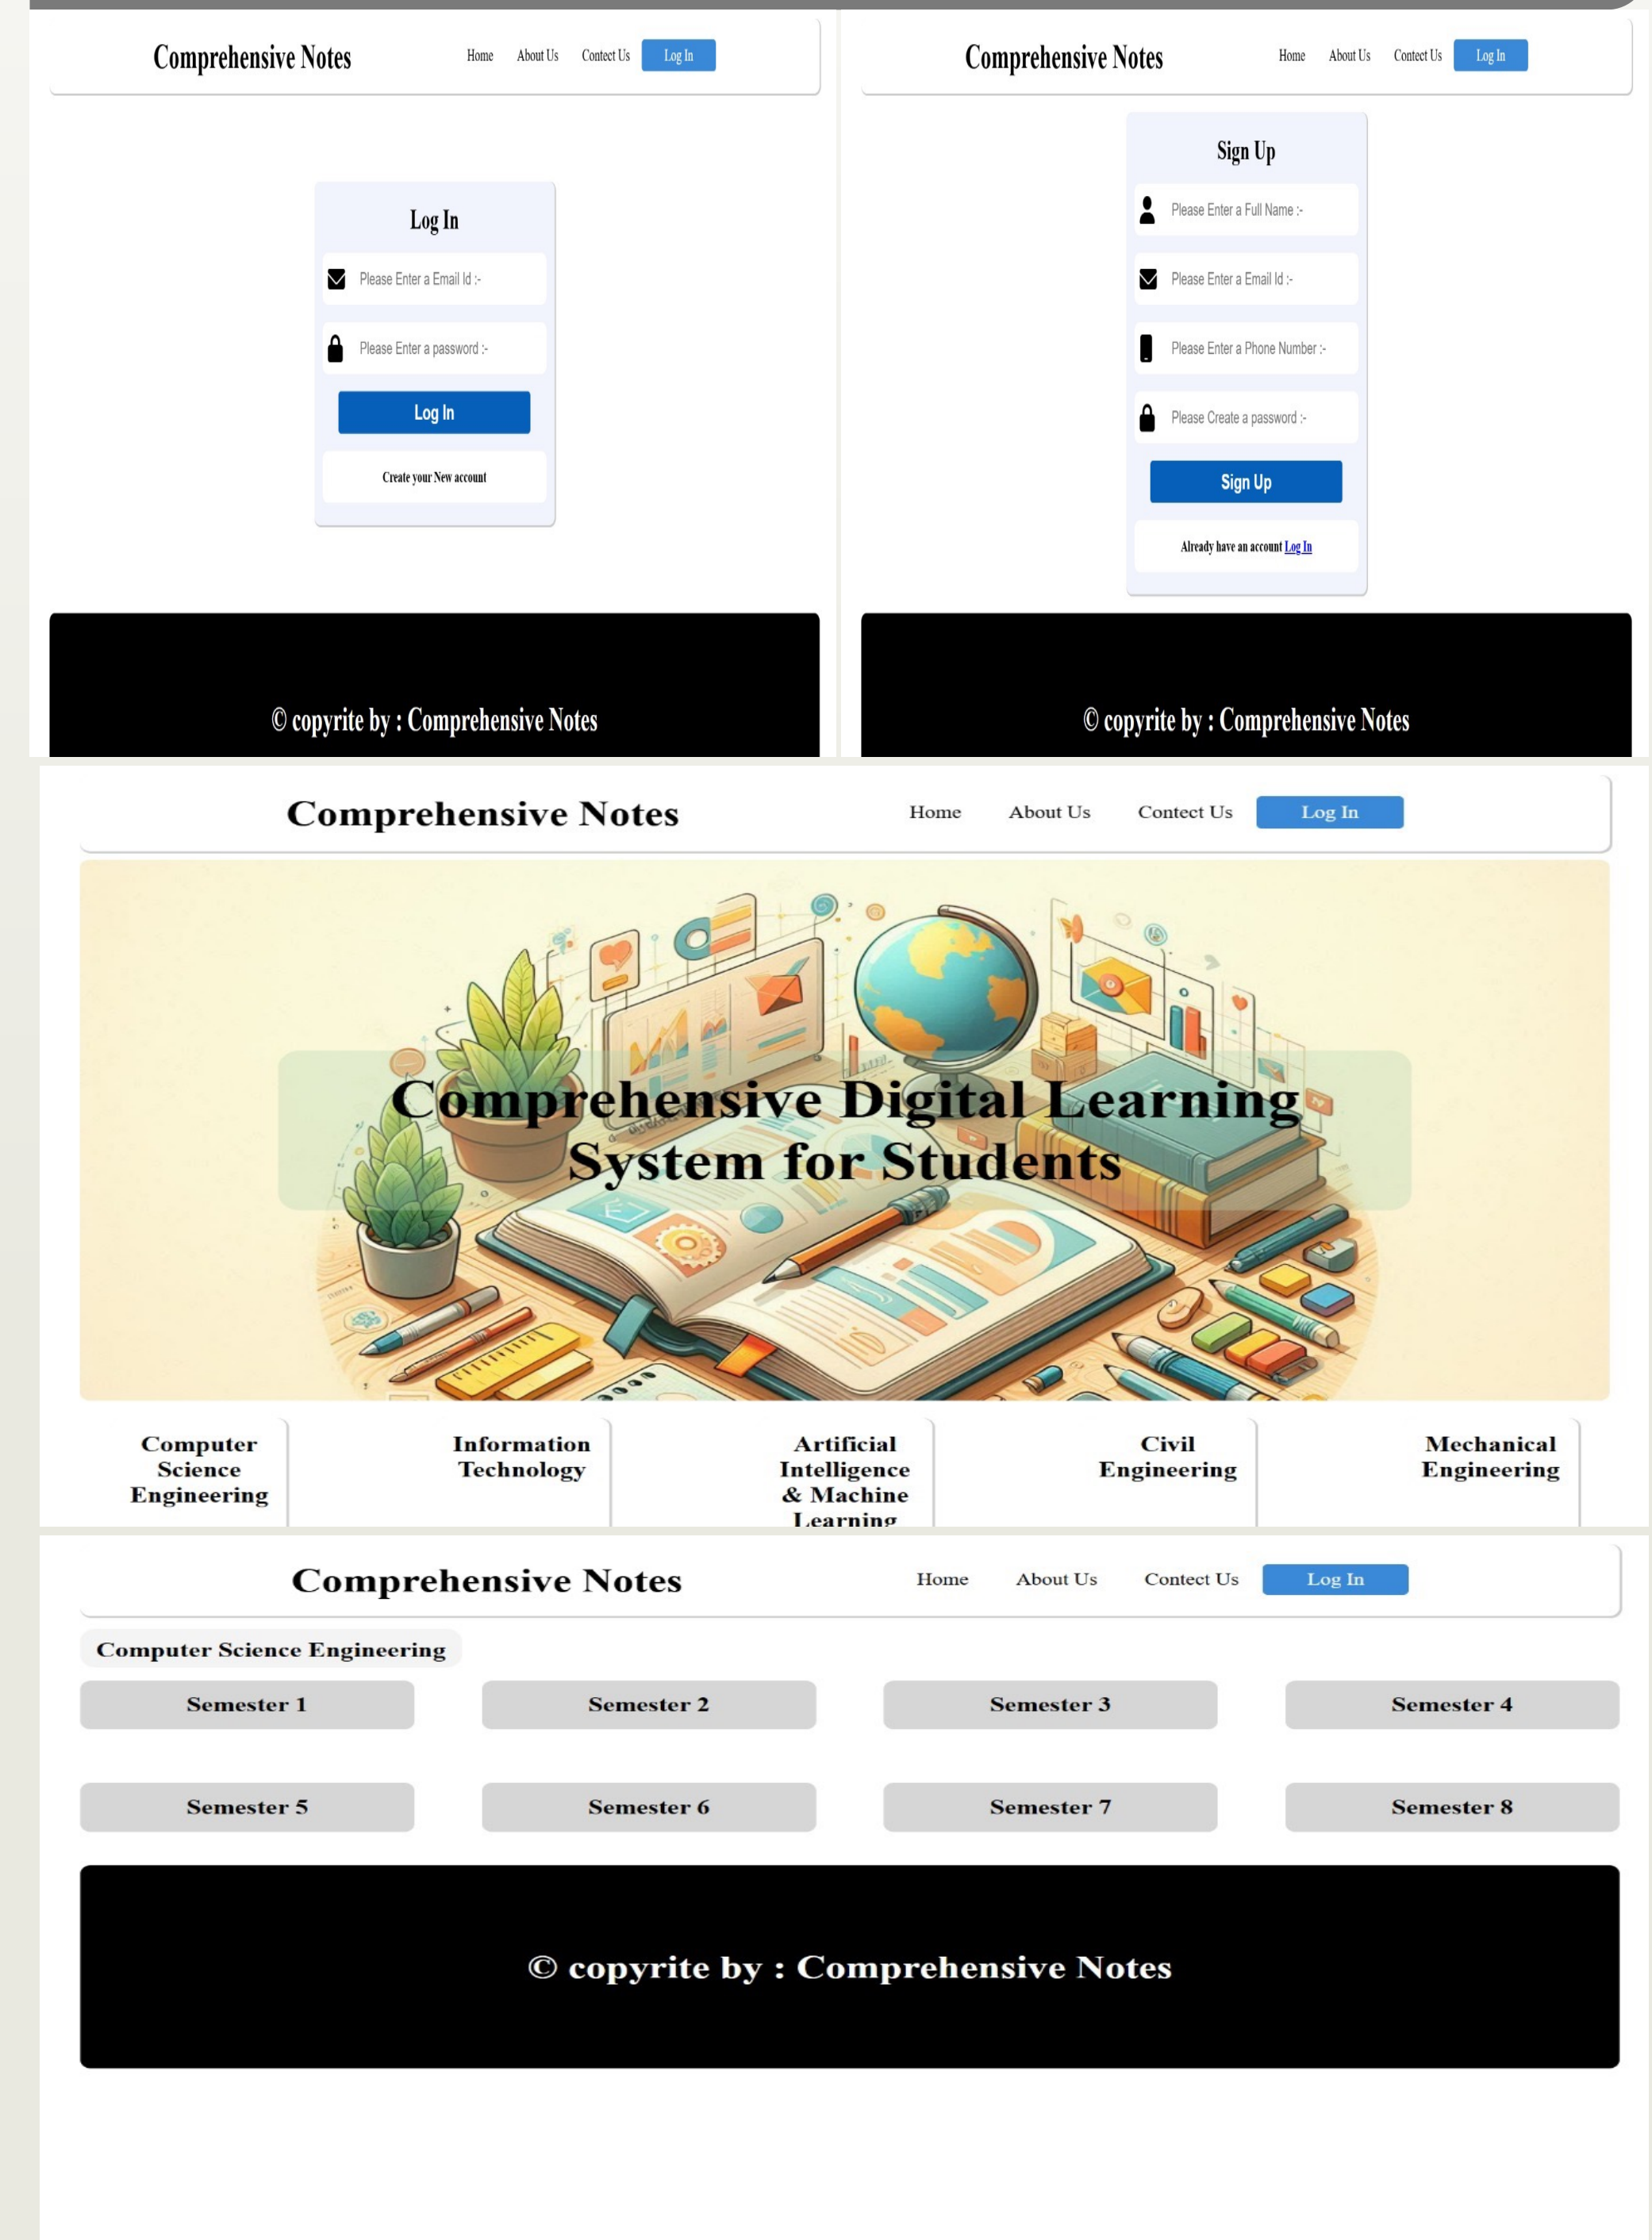 Comprehensive Notes
Home About Us Contect Us Log In
Log In
Please Enter a Email Id :-
Please Enter a password :-
Log In
Create your New account
© copyrite by : Comprehensive Notes
Comprehensive Notes
Home About Us Contect Us Log In
Sign Up
Please Enter a Full Name :-
Please Enter a Email Id :-
Please Enter a Phone Number :-
Please Create a password :-
Sign Up
Already have an account Log In
© copyrite by : Comprehensive Notes
Comprehensive Notes
Home About Us Contect Us Log In
Comprehensive Digital Learning
System for Students
Computer
Science
Engineering
Information
Technology
Artificial
Intelligence
& Machine
Learning
Civil
Engineering
Mechanical
Engineering
Comprehensive Notes
Home About Us Contect Us Log In
Computer Science Engineering
Semester 1 Semester 2 Semester 3 Semester 4
Semester 5 Semester 6 Semester 7 Semester 8
© copyrite by : Comprehensive Notes